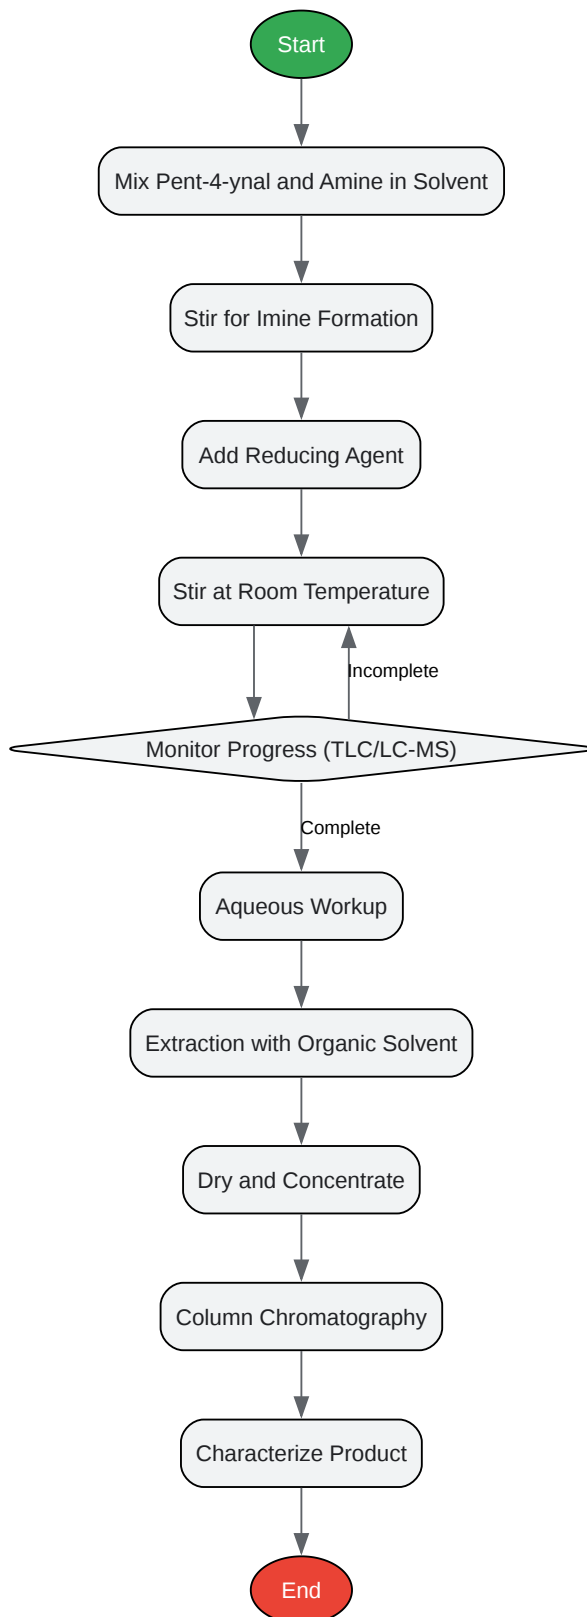 Start
Mix Pent-4-ynal and Amine in Solvent
Stir for Imine Formation
Add Reducing Agent
Stir at Room Temperature
Incomplete
Monitor Progress (TLC/LC-MS)
Complete
Aqueous Workup
Extraction with Organic Solvent
Dry and Concentrate
Column Chromatography
Characterize Product
End